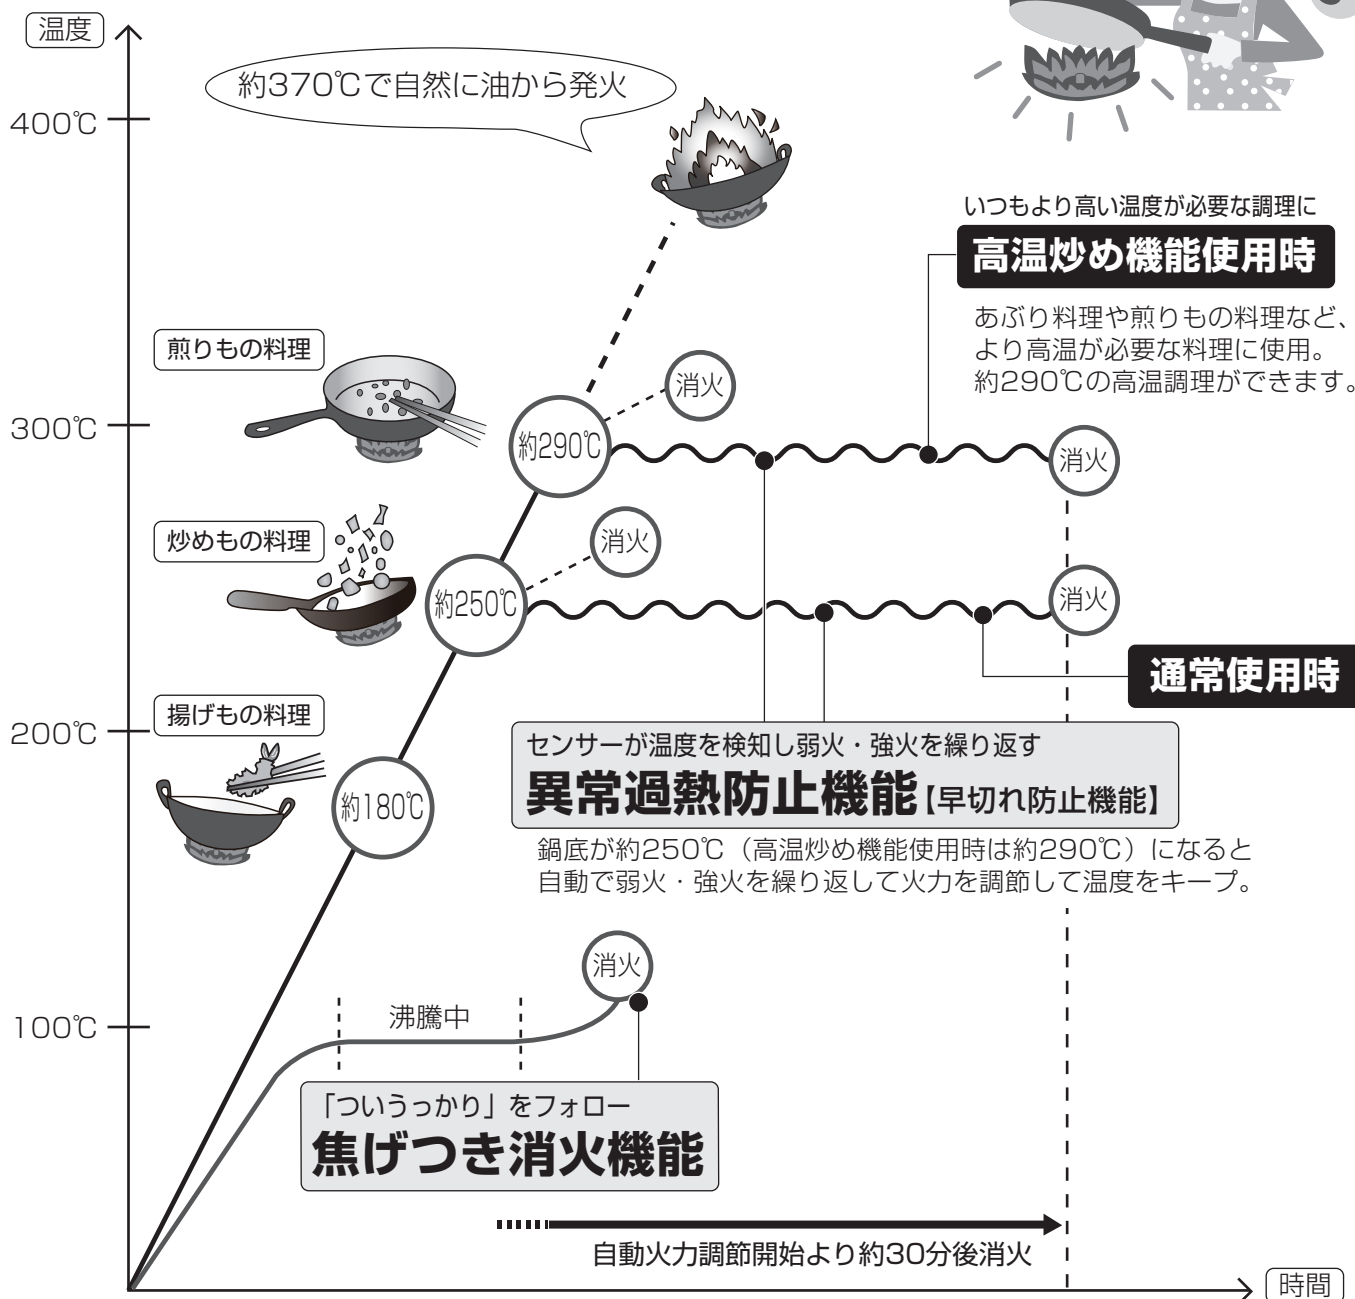 温度
約370℃で自然に油から発火
400℃
いつもより高い温度が必要な調理に
高温炒め機能使用時
あぶり料理や煎りもの料理など、
より高温が必要な料理に使用。
約290℃の高温調理ができます。
煎りもの料理
消火
300℃
約290℃
消火
炒めもの料理
消火
約250℃
消火
通常使用時
揚げもの料理
200℃
約180℃
センサーが温度を検知し弱火・強火を繰り返す
異常過熱防止機能【早切れ防止機能】
鍋底が約250℃（高温炒め機能使用時は約290℃）になると
自動で弱火・強火を繰り返して火力を調節して温度をキープ。
消火
沸騰中
100℃
「ついうっかり」をフォロー
焦げつき消火機能
自動火力調節開始より約30分後消火
時間